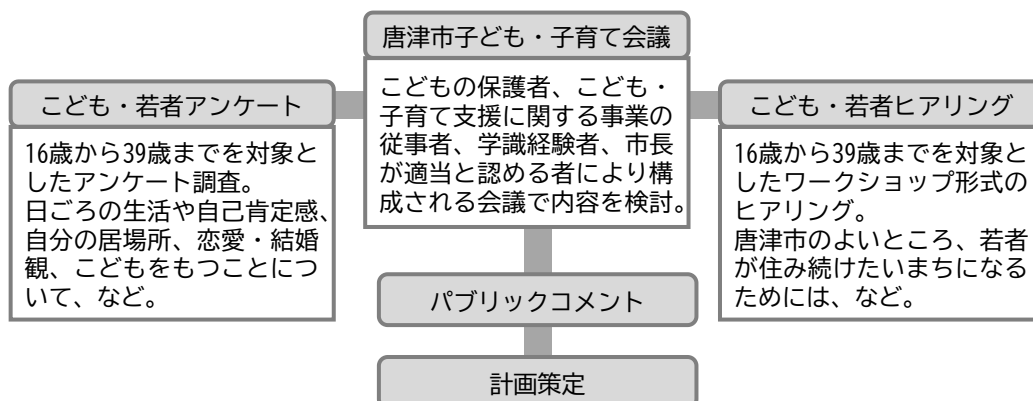 唐津市子ども・子育て会議
こどもの保護者、こども・
子育て支援に関する事業の
従事者、学識経験者、市長
が適当と認める者により構
成される会議で内容を検討。
こども・若者アンケート
16歳から39歳までを対象と
したアンケート調査。
日ごろの生活や自己肯定感、
自分の居場所、恋愛・結婚
観、こどもをもつことにつ
いて、など。
こども・若者ヒアリング
16歳から39歳までを対象と
したワークショップ形式の
ヒアリング。
唐津市のよいところ、若者
が住み続けたいまちになる
ためには、など。
パブリックコメント
計画策定